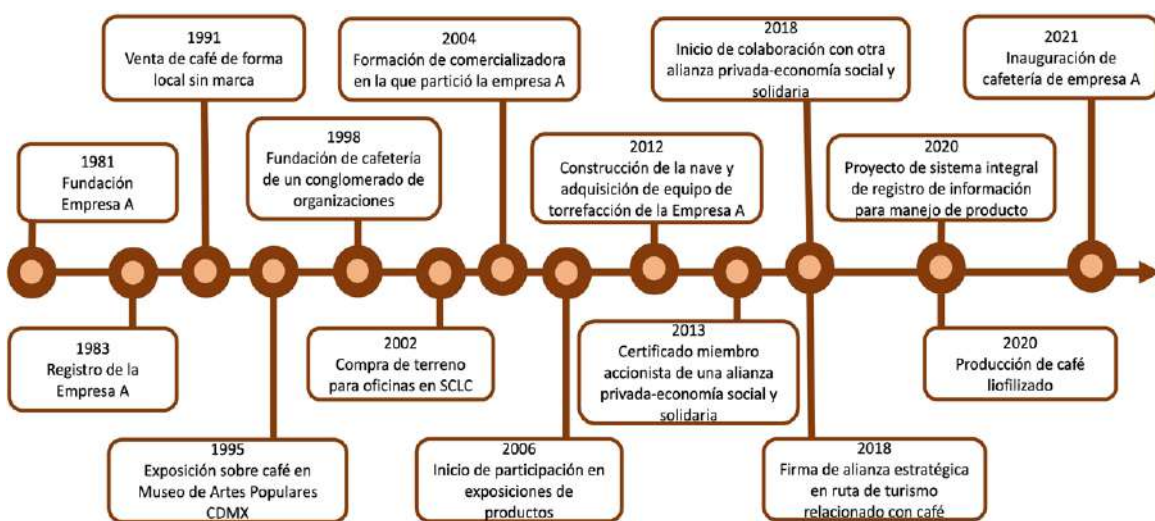 1981
Fundación
Empresa A
1983
Registro de la
Empresa A
1991
Venta de café de forma
local sin marca
1995
Exposición sobre café en
Museo de Artes Populares
CDMX
1998
Fundación de cafetería
de un conglomerado de
organizaciones
2002
Compra de terreno
para oficinas en SCLC
2004
Formación de comercializadora
en la que partició la empresa A
2006
Inicio de participación en
exposiciones de
productos
2012
Construcción de la nave y
adquisición de equipo de
torrefacción de la Empresa A
2013
Certificado miembro
accionista de una alianza
privada-economía social y
solidaria
2018
Inicio de colaboración con otra
alianza privada-economía social y
solidaria
2018
Firma de alianza estratégica
en ruta de turismo
relacionado con café
2020
Proyecto de sistema integral
de registro de información
para manejo de producto
2020
Producción de café
liofilizado
2021
Inauguración de
cafetería de empresa A